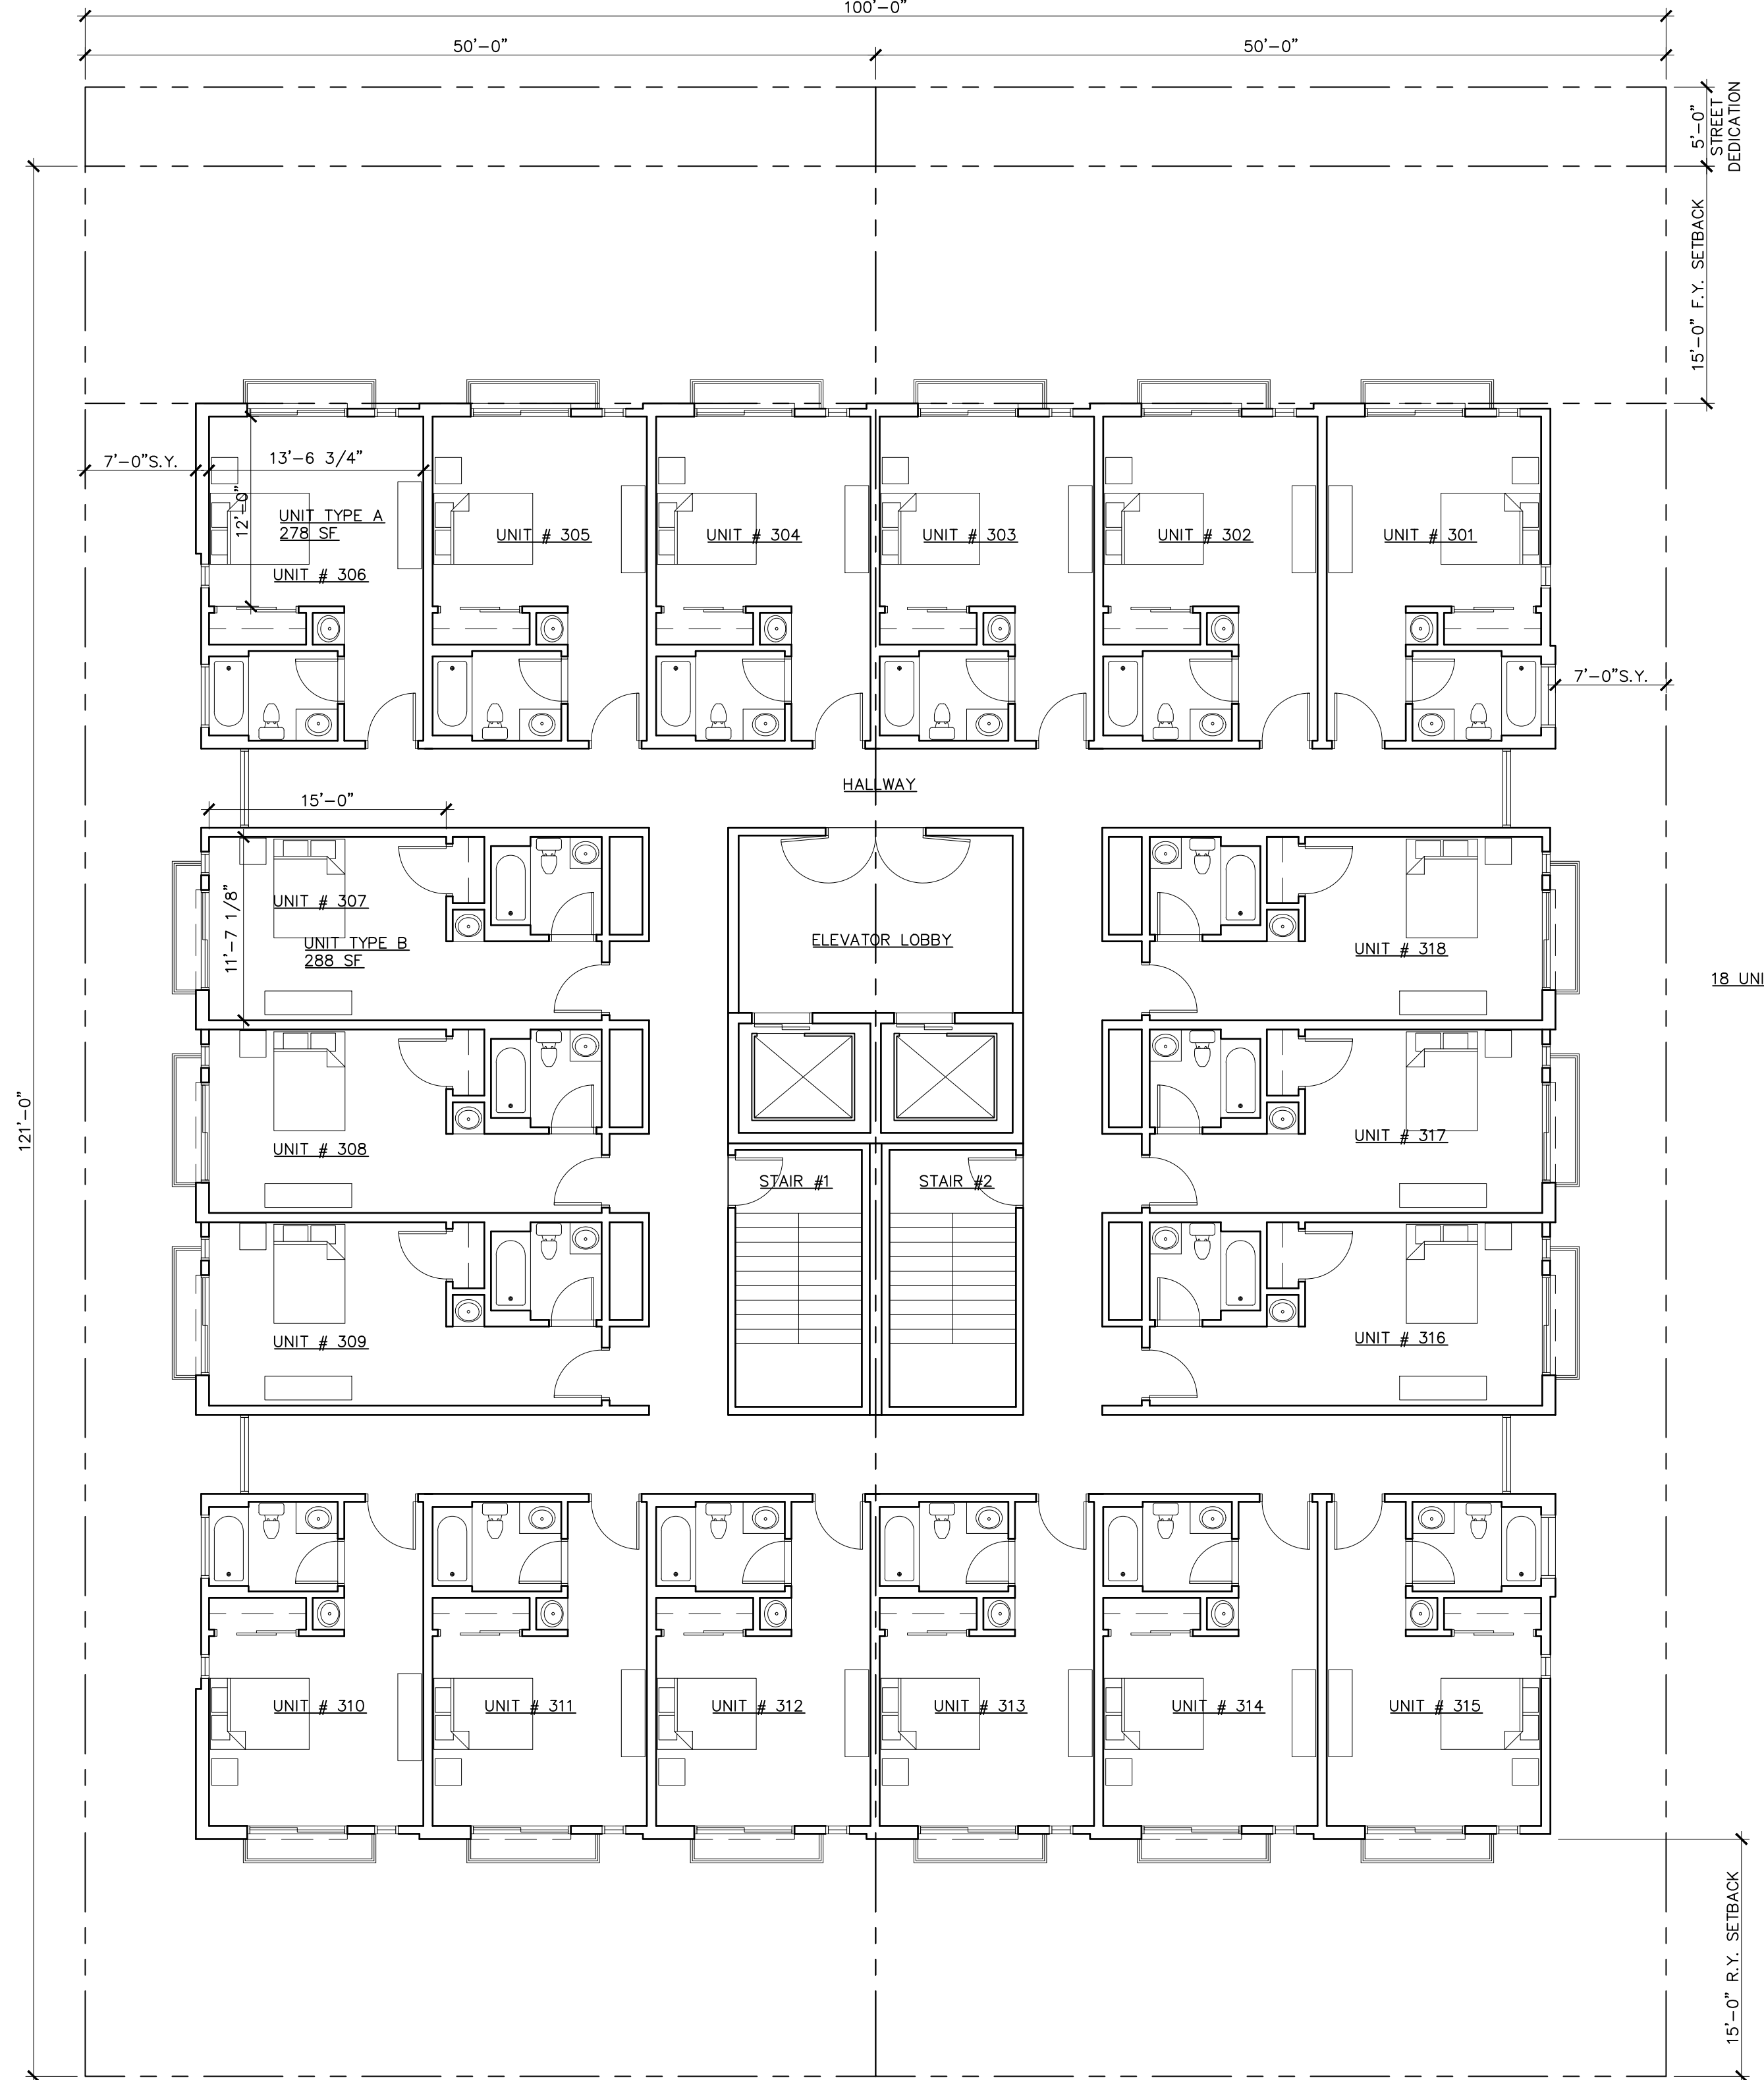 100'-0"
50'-0"
50'-0"
5'-0"
STREET
DEDICATION
15'-0" F.Y. SETBACK
7'-0"S.Y.
13'-6 3/4"
12'-0"
UNIT TYPE A
278 SF
UNIT # 306
UNIT # 305
UNIT # 304
UNIT # 303
UNIT # 302
UNIT # 301
7'-0"S.Y.
HALLWAY
15'-0"
11'-7 1/8"
UNIT # 307
UNIT TYPE B
288 SF
ELEVATOR LOBBY
UNIT # 318
18 UNI
121'-0"
UNIT # 308
UNIT # 317
STAIR #1
STAIR #2
UNIT # 309
UNIT # 316
UNIT # 310
UNIT # 311
UNIT # 312
UNIT # 313
UNIT # 314
UNIT # 315
15'-0" R.Y. SETBACK